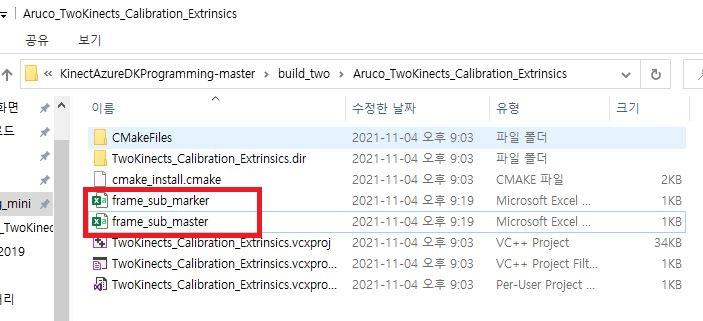 Aruco_TwoKinects_Calibration_Extrinsics
공유 보기
KinectAzureDKProgramming-master > build_two > Aruco_TwoKinects_Calibration_Extrinsics
이름 수정한 날짜 유형 크기
CMakeFiles 2021-11-04 오후 9:03 파일 폴더
TwoKinects_Calibration_Extrinsics.dir 2021-11-04 오후 9:03 파일 폴더
cmake_install.cmake 2021-11-04 오후 9:03 CMAKE 파일 2KB
frame_sub_marker 2021-11-04 오후 9:19 Microsoft Excel ... 1KB
frame_sub_master 2021-11-04 오후 9:19 Microsoft Excel ... 1KB
TwoKinects_Calibration_Extrinsics.vcxproj 2021-11-04 오후 9:03 VC++ Project 34KB
TwoKinects_Calibration_Extrinsics.vcxpro... 2021-11-04 오후 9:03 VC++ Project Filt... 1KB
TwoKinects_Calibration_Extrinsics.vcxpro... 2021-11-04 오후 9:03 Per-User Project ... 1KB
화면
로드
g_mini
_TwoKinects
2019